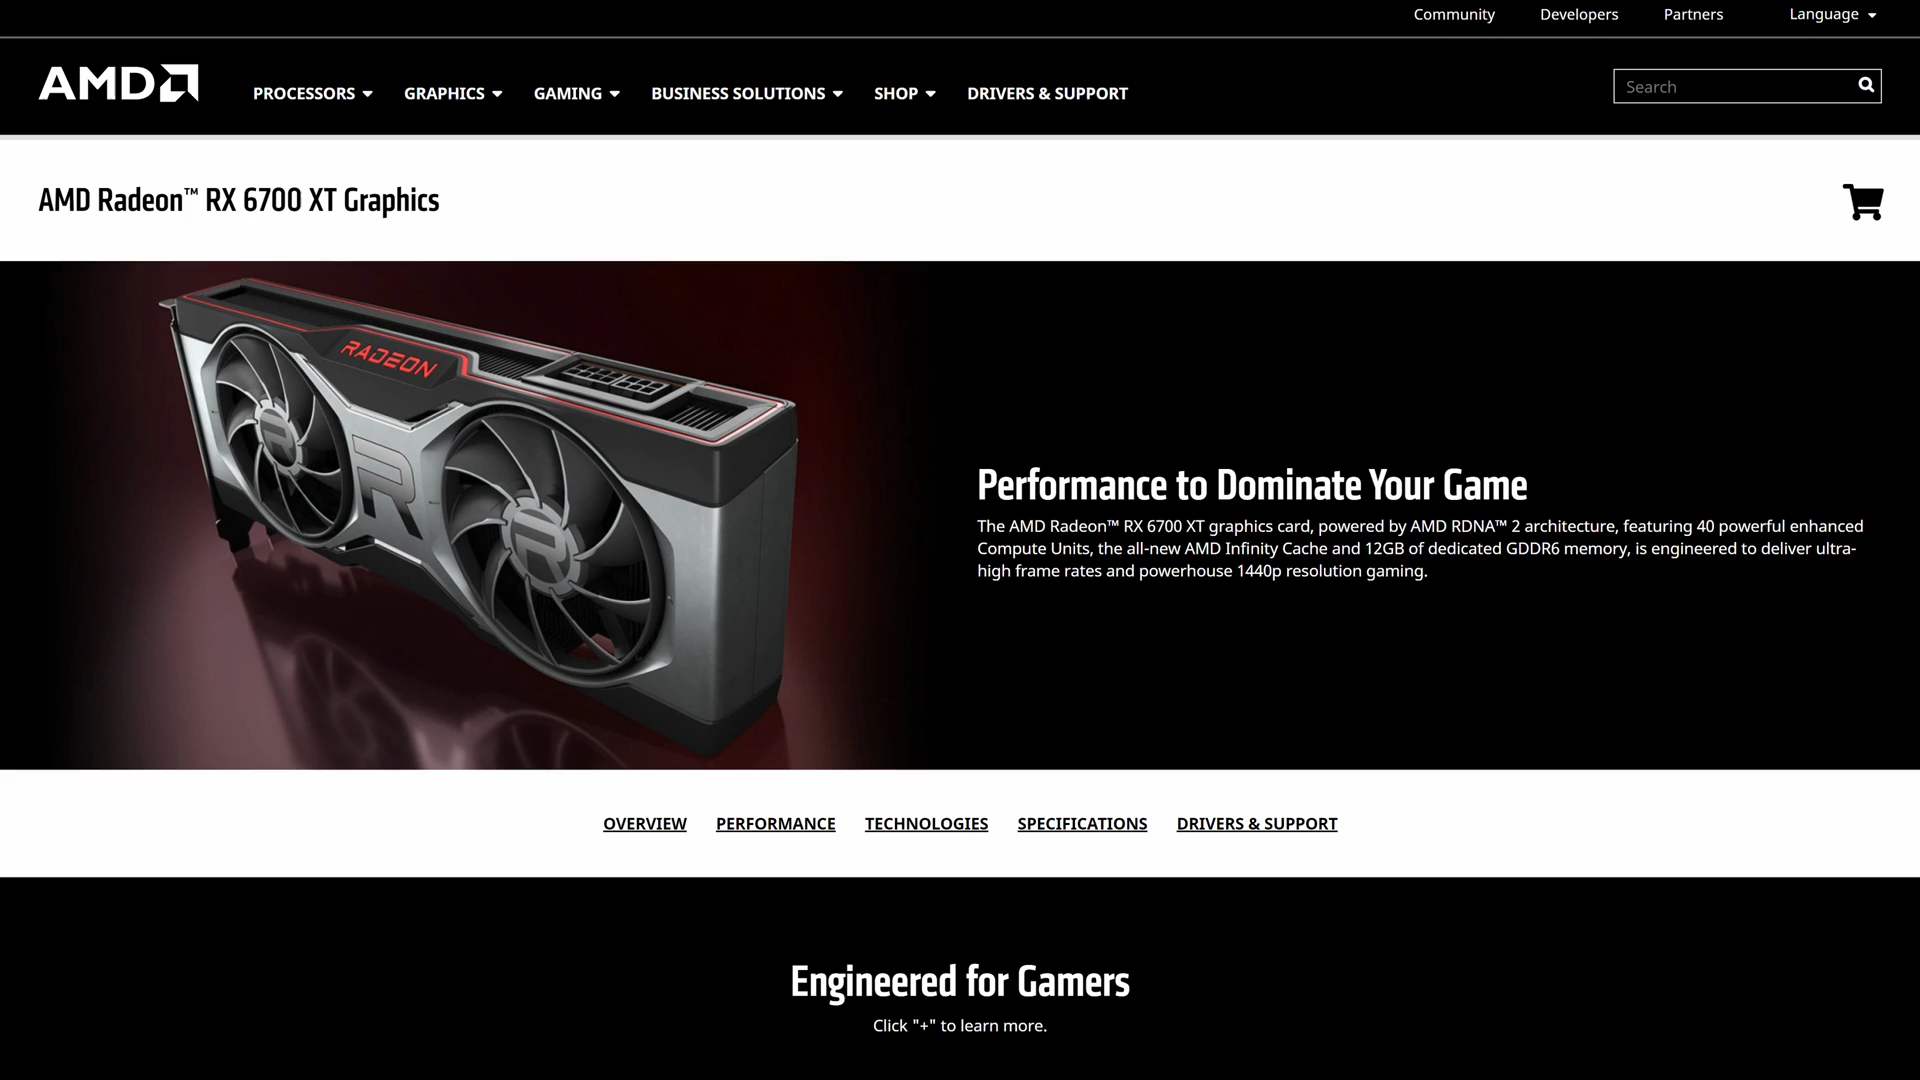 Community Developers Partners Language
AMD
PROCESSORS GRAPHICS GAMING BUSINESS SOLUTIONS SHOP DRIVERS & SUPPORT
Search
AMD Radeon™ RX 6700 XT Graphics
RADEON
R
R
R
Performance to Dominate Your Game
The AMD Radeon™ RX 6700 XT graphics card, powered by AMD RDNA™ 2 architecture, featuring 40 powerful enhanced
Compute Units, the all-new AMD Infinity Cache and 12GB of dedicated GDDR6 memory, is engineered to deliver ultra-
high frame rates and powerhouse 1440p resolution gaming.
OVERVIEW PERFORMANCE TECHNOLOGIES SPECIFICATIONS DRIVERS & SUPPORT
Engineered for Gamers
Click "+" to learn more.